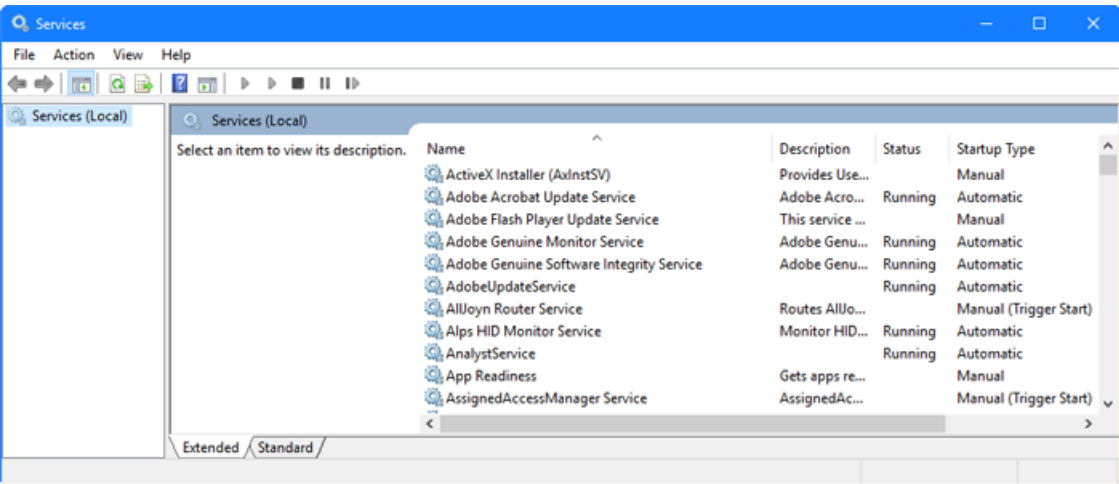 Services
File Action View Help
Services (Local)
Services (Local)
Select an item to view its description.
Name Description Status Startup Type
ActiveX Installer (AxInstSV) Provides Use... Manual
Adobe Acrobat Update Service Adobe Acro... Running Automatic
Adobe Flash Player Update Service This service ... Manual
Adobe Genuine Monitor Service Adobe Genu... Running Automatic
Adobe Genuine Software Integrity Service Adobe Genu... Running Automatic
AdobeUpdateService Running Automatic
AllJoyn Router Service Routes AllJo... Manual (Trigger Start)
Alps HID Monitor Service Monitor HID... Running Automatic
AnalystService Running Automatic
App Readiness Gets apps re... Manual
AssignedAccessManager Service AssignedAc... Manual (Trigger Start)
Extended Standard